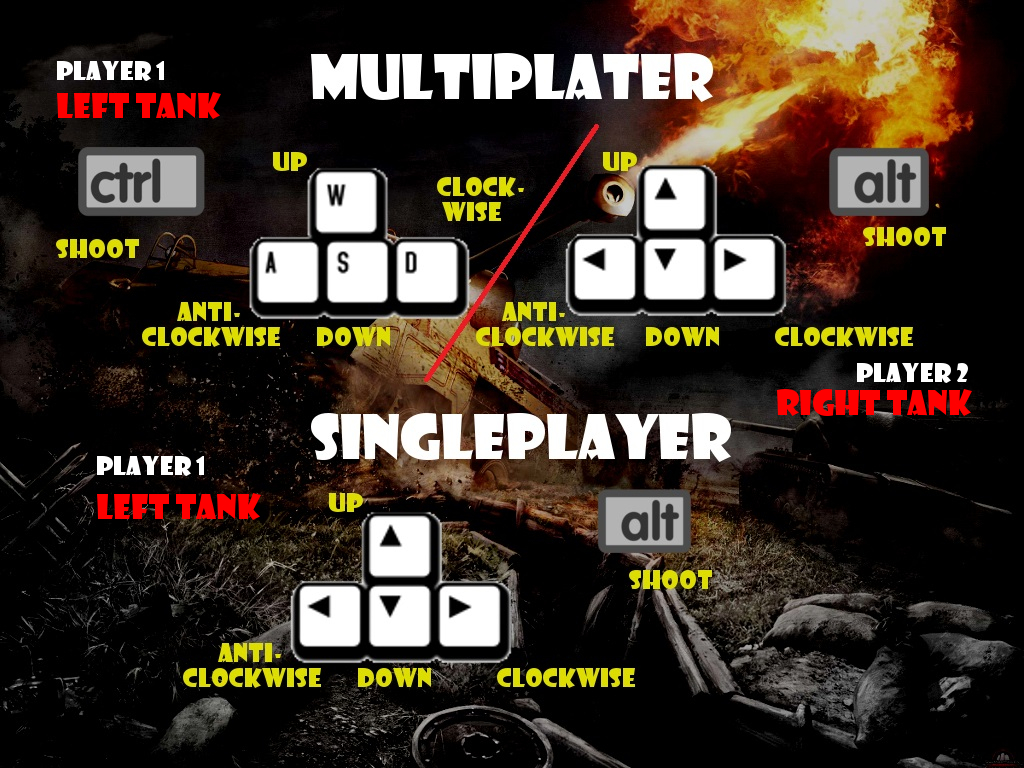 MULTIPLATER
PLAYER 1
LEFT TANK
ctrl
SHOOT
UP
W
A S D
CLOCK-
WISE
ANTI-
CLOCKWISE
DOWN
UP
alt
SHOOT
ANTI-
CLOCKWISE
DOWN
CLOCKWISE
PLAYER 2
RIGHT TANK
SINGLEPLAYER
PLAYER 1
LEFT TANK
UP
alt
SHOOT
ANTI-
CLOCKWISE
DOWN
CLOCKWISE